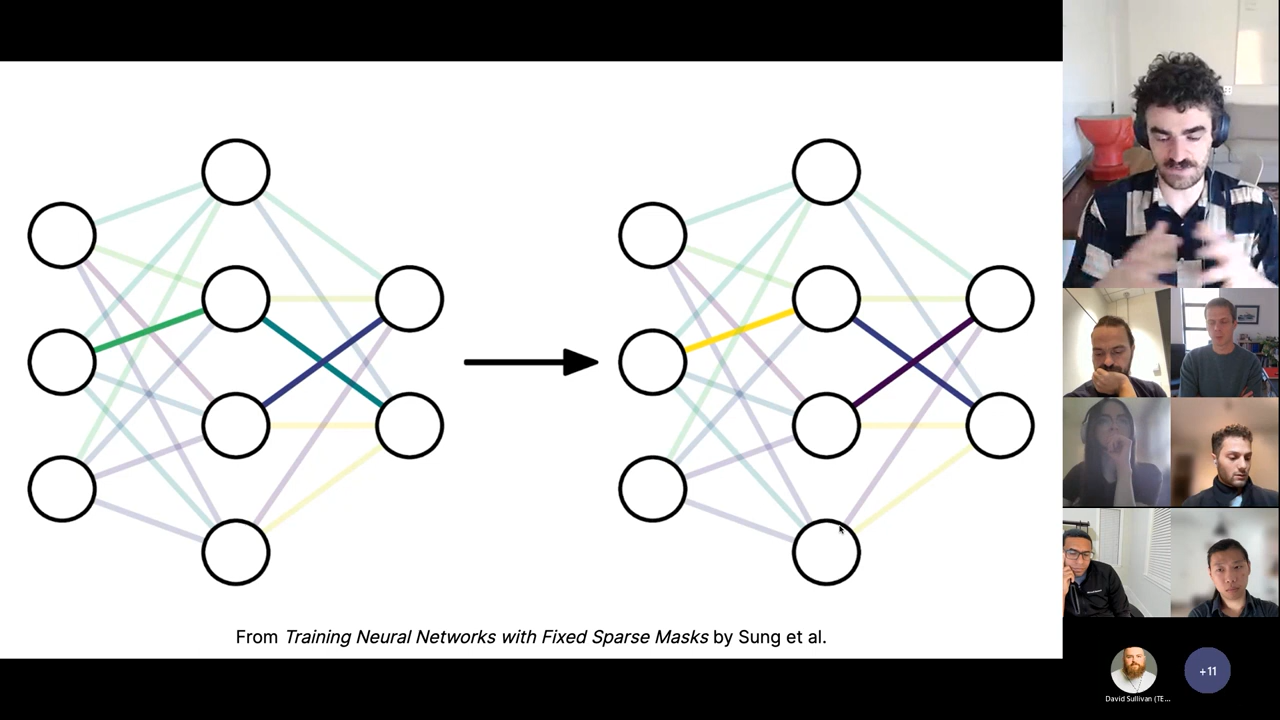 From Training Neural Networks with Fixed Sparse Masks by Sung et al.
+11
David Sullivan (TE...